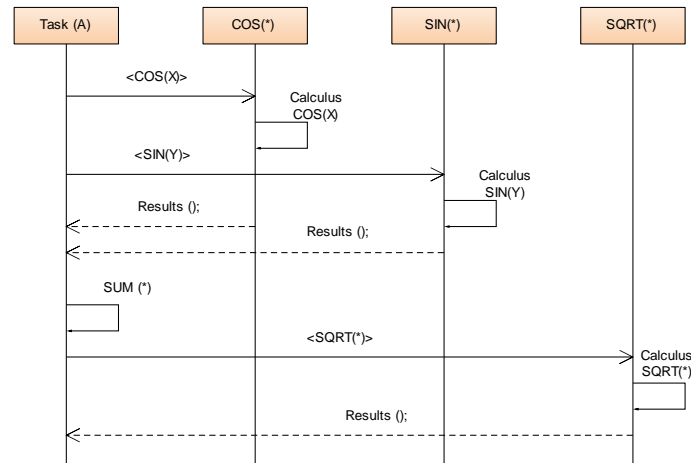 Task (A)
COS(*)
SIN(*)
SQRT(*)
<COS(X)>
Calculus
COS(X)
<SIN(Y)>
Calculus
SIN(Y)
Results ();
Results ();
SUM (*)
<SQRT(*)>
Calculus
SQRT(*)
Results ();